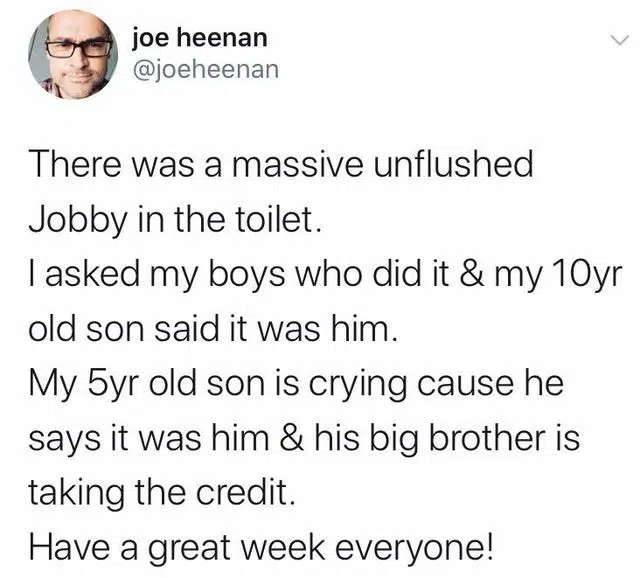 joe heenan
@joeheenan
There was a massive unflushed
Jobby in the toilet.
I asked my boys who did it & my 10yr
old son said it was him.
My 5yr old son is crying cause he
says it was him & his big brother is
taking the credit.
Have a great week everyone!